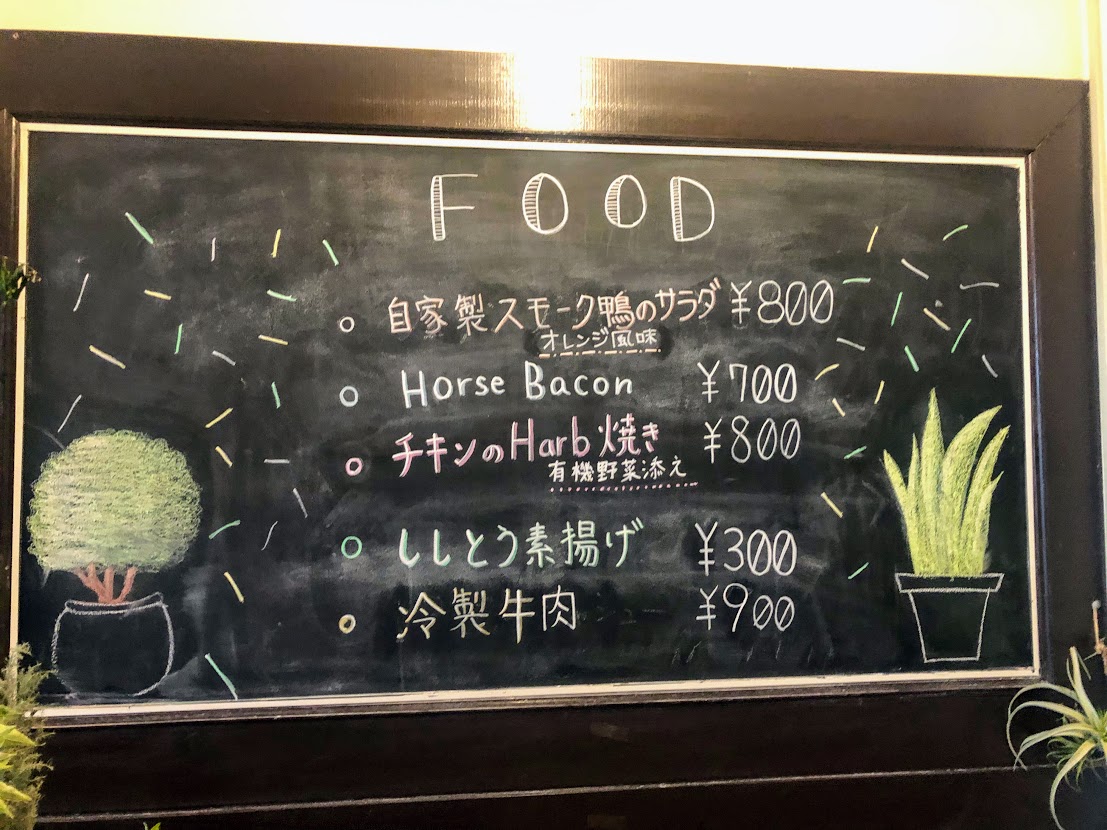 FOOD
自家製スモーク鴨のサラダ ¥800
オレンジ風味
Horse Bacon ¥700
チキンのHarb焼き ¥800
有機野菜添え
ししとう素揚げ ¥300
冷製牛肉 ¥900